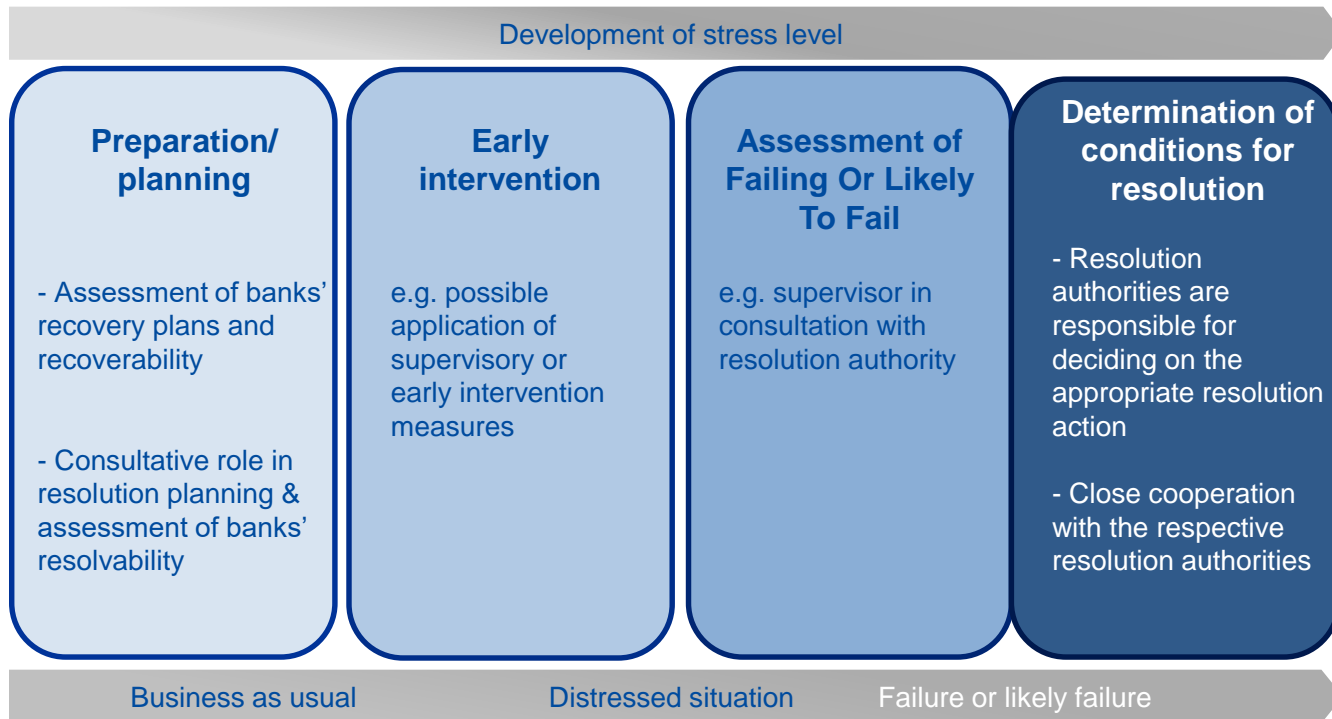 Development of stress level
Preparation/
planning
- Assessment of banks’
recovery plans and
recoverability
- Consultative role in
resolution planning &
assessment of banks’
resolvability
Early
intervention
e.g. possible
application of
supervisory or
early intervention
measures
Assessment of
Failing Or Likely
To Fail
e.g. supervisor in
consultation with
resolution authority
Determination of
conditions for
resolution
- Resolution
authorities are
responsible for
deciding on the
appropriate resolution
action
- Close cooperation
with the respective
resolution authorities
Business as usual
Distressed situation
Failure or likely failure